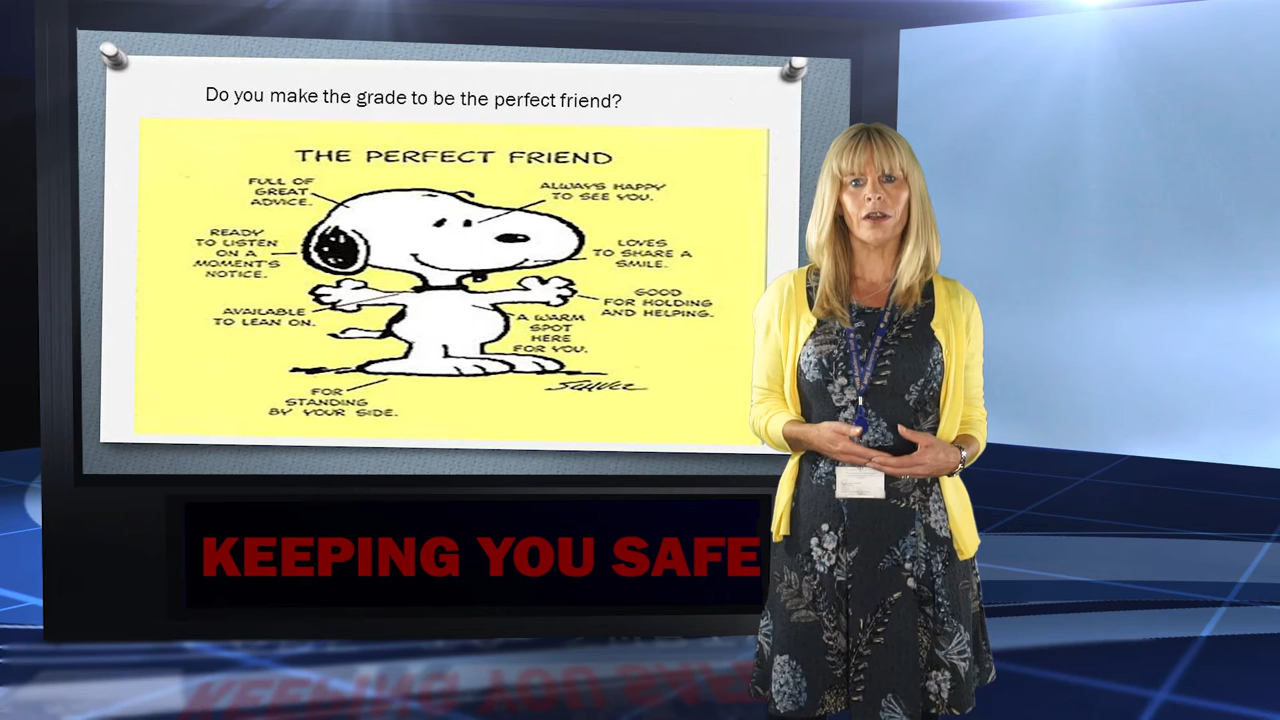 Do you make the grade to be the perfect friend?
THE PERFECT FRIEND
FULL OF
GREAT
ADVICE.
ALWAYS HAPPY
TO SEE YOU.
READY
TO LISTEN
ON A
MOMENT'S
NOTICE.
LOVES
TO SHARE A
SMILE.
AVAILABLE
TO LEAN ON.
GOOD
FOR HOLDING
AND HELPING.
A WARM
SPOT
HERE
FOR YOU.
FOR
STANDING
BY YOUR SIDE.
SCHULZ
KEEPING YOU SAFE